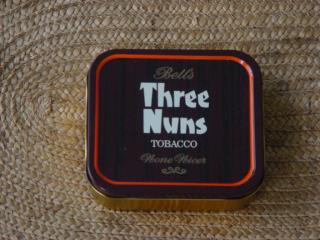 Bell's
Three
Nuns
TOBACCO
None Nicer